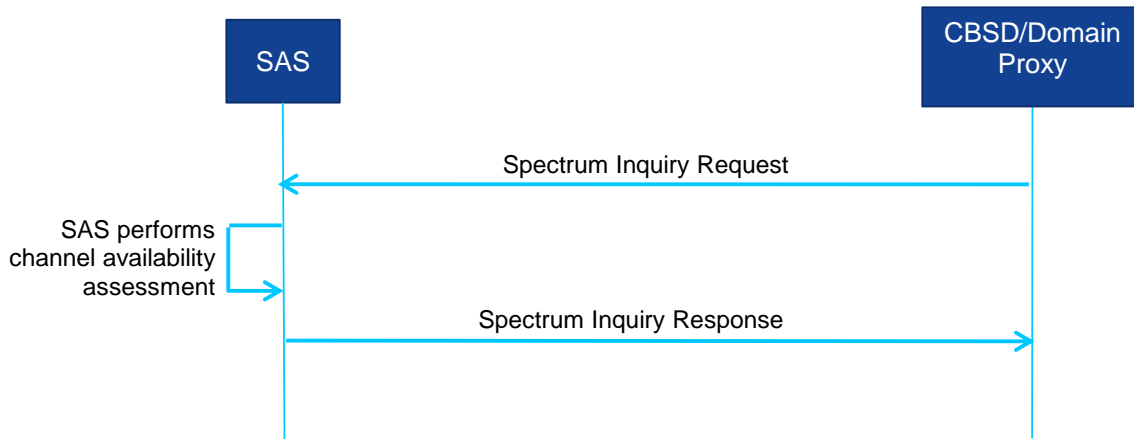 SAS
CBSD/Domain
Proxy
Spectrum Inquiry Request
SAS performs
channel availability
assessment
Spectrum Inquiry Response